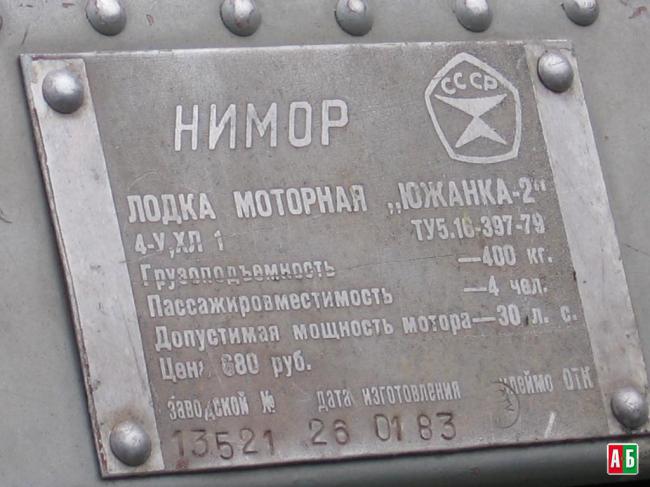 СССР
НИМОР
ЛОДКА МОТОРНАЯ „ЮЖАНКА-2"
4-У,ХЛ 1 ТУ5.16-397-79
Грузоподъемность —400 кг.
Пассажировместимость —4 чел.
Допустимая мощность мотора—30 л. с.
Цена 680 руб.
заводской № дата изготовления клеймо ОТК
13521 26 01 83
А Б